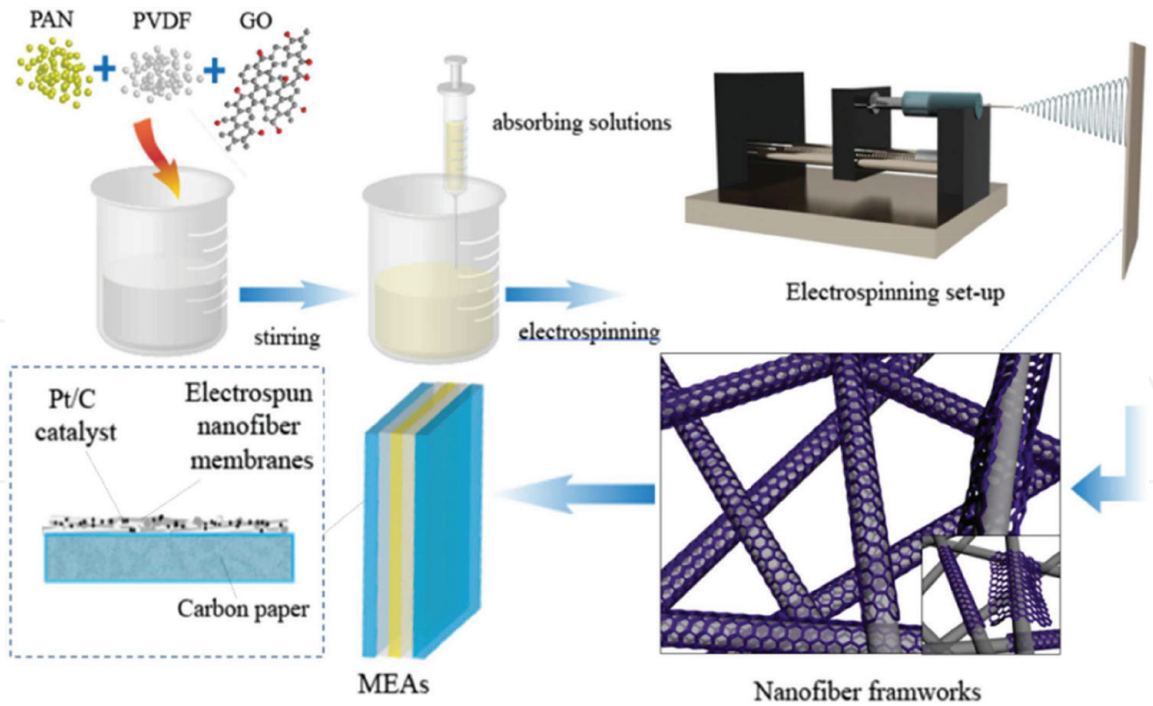 PAN
PVDF
GO
absorbing solutions
Electrospinning set-up
stirring
electrospinning
Pt/C
catalyst
Electrospun
nanofiber
membranes
Carbon paper
MEAs
Nanofiber framworks